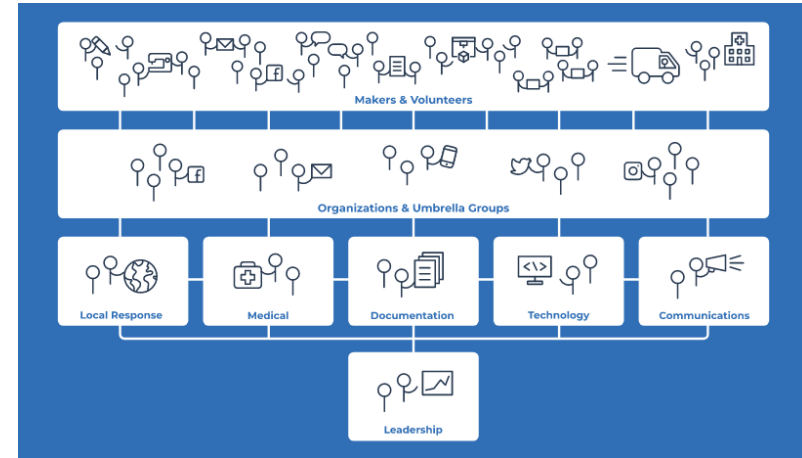 Makers & Volunteers
Organizations & Umbrella Groups
Local Response
Medical
Documentation
Technology
Communications
Leadership